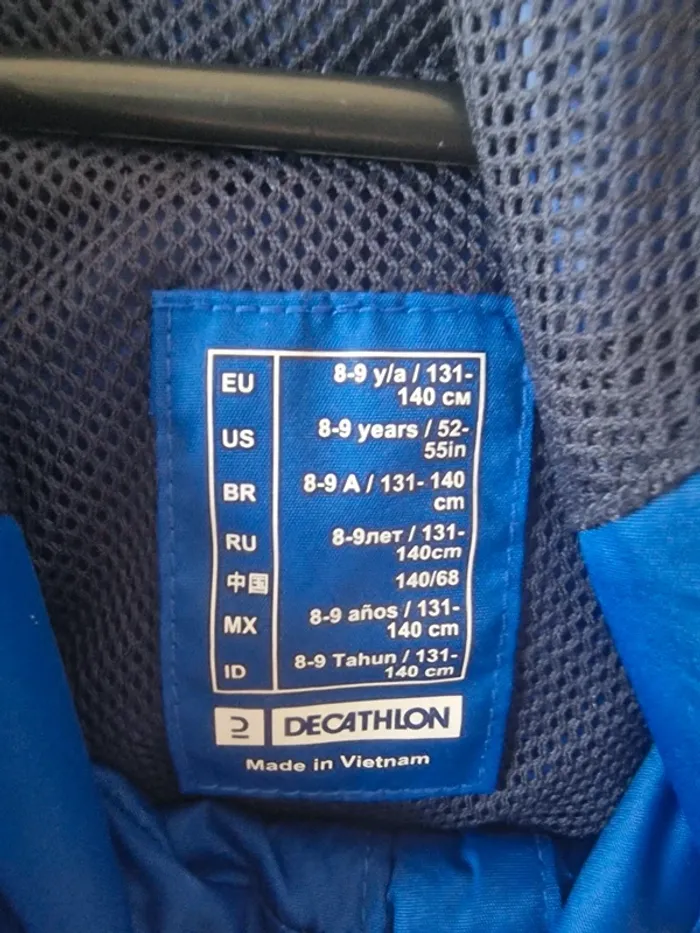 EU 8-9 y/a / 131-
140 CM
US 8-9 years / 52-
55in
BR 8-9 A / 131- 140
cm
RU 8-9лет / 131-
140cm
中国 140/68
MX 8-9 años / 131-
140 cm
ID 8-9 Tahun / 131-
140 cm
DECATHLON
Made in Vietnam